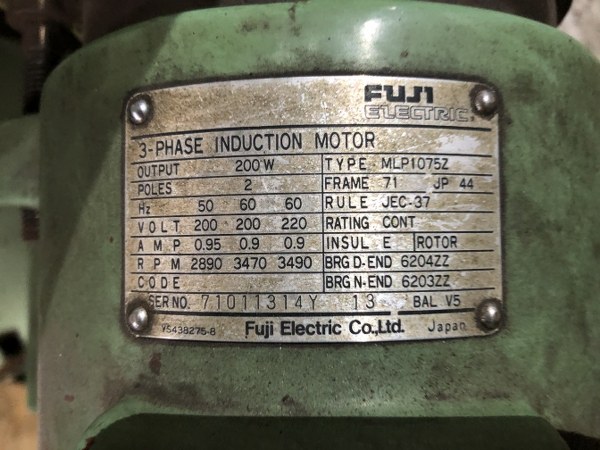 FUJI
ELECTRIC
3-PHASE INDUCTION MOTOR
OUTPUT 200W TYPE MLP1075Z
POLES 2 FRAME 71 JP 44
Hz 50 60 60 RULE JEC-37
VOLT 200 200 220 RATING CONT
AMP 0.95 0.9 0.9 INSUL E ROTOR
RPM 2890 3470 3490 BRG D-END 6204ZZ
CODE BRG N-END 6203ZZ
SER NO. 71011314Y 13 BAL V5
YS438275-8 Fuji Electric Co., Ltd. Japan